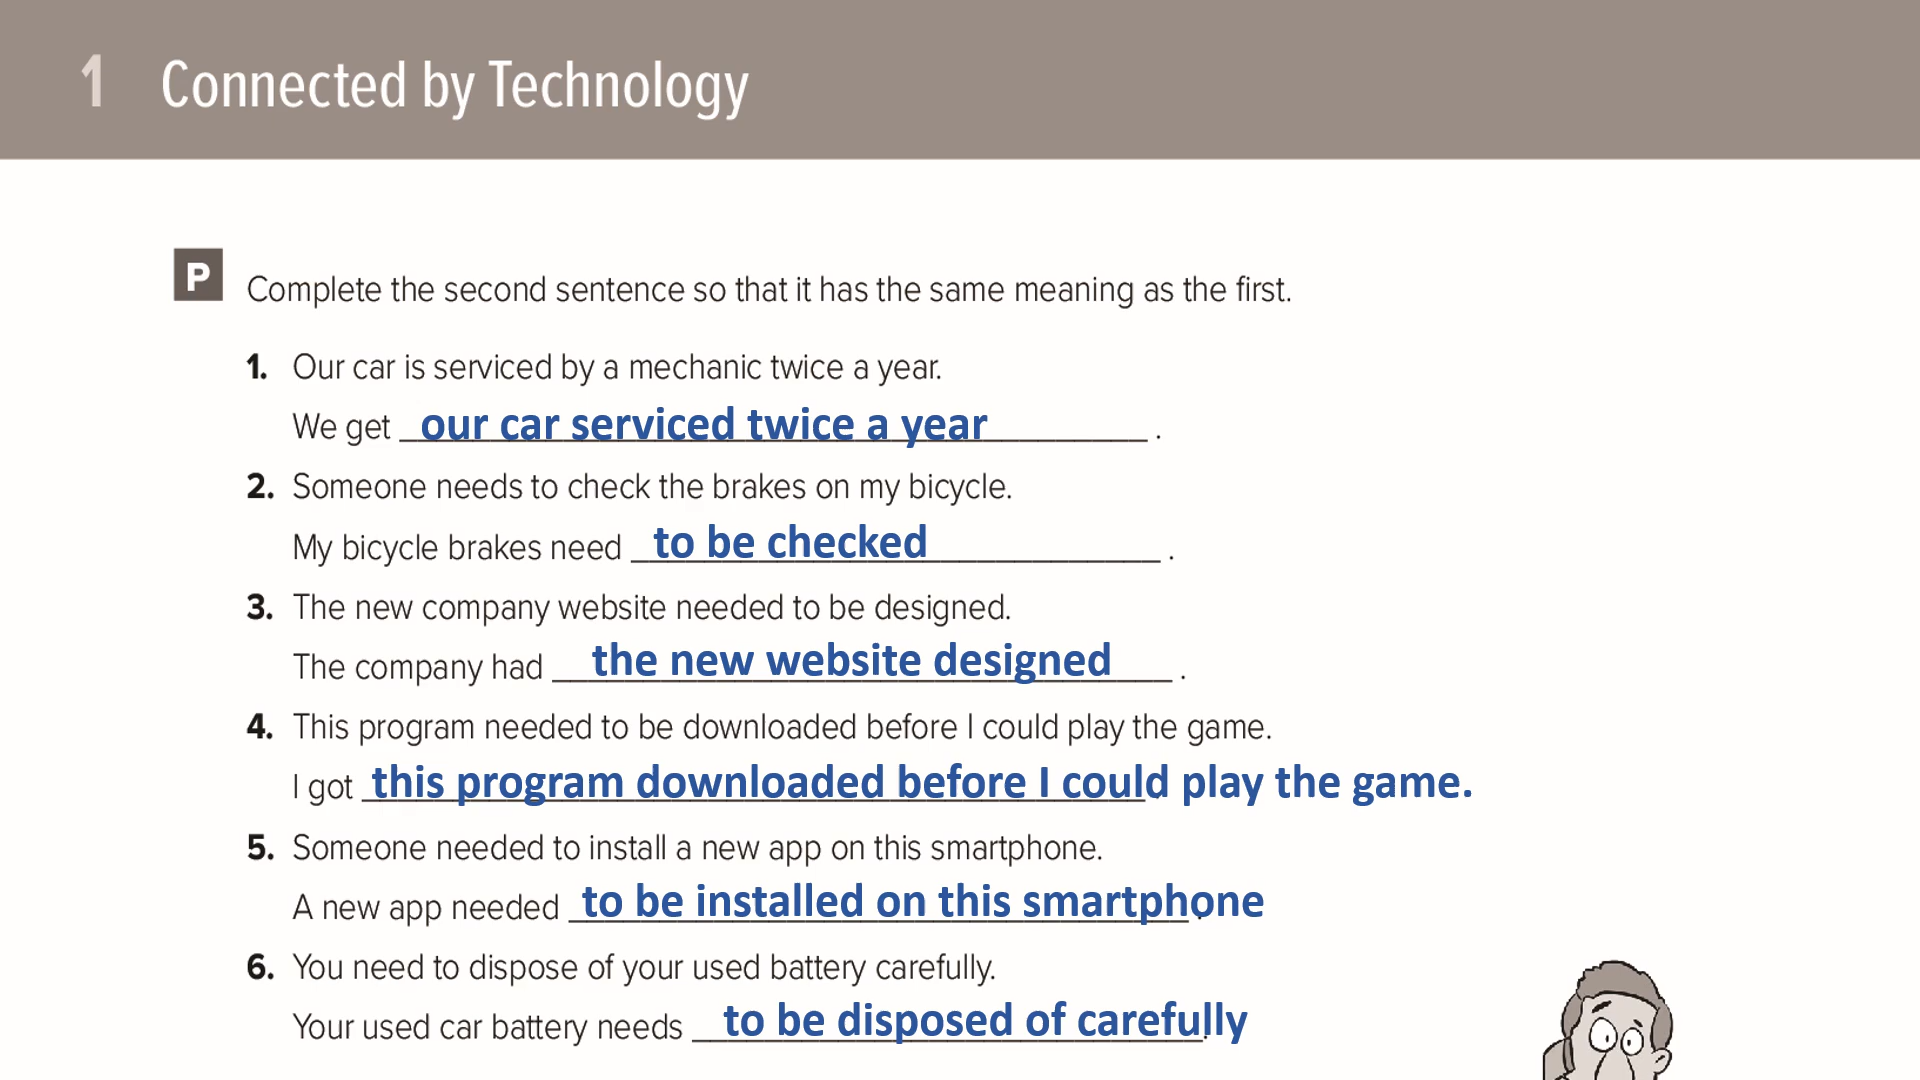 1 Connected by Technology
P Complete the second sentence so that it has the same meaning as the first.
1. Our car is serviced by a mechanic twice a year.
We get our car serviced twice a year .
2. Someone needs to check the brakes on my bicycle.
My bicycle brakes need to be checked .
3. The new company website needed to be designed.
The company had the new website designed .
4. This program needed to be downloaded before I could play the game.
I got this program downloaded before I could play the game.
5. Someone needed to install a new app on this smartphone.
A new app needed to be installed on this smartphone .
6. You need to dispose of your used battery carefully.
Your used car battery needs to be disposed of carefully .